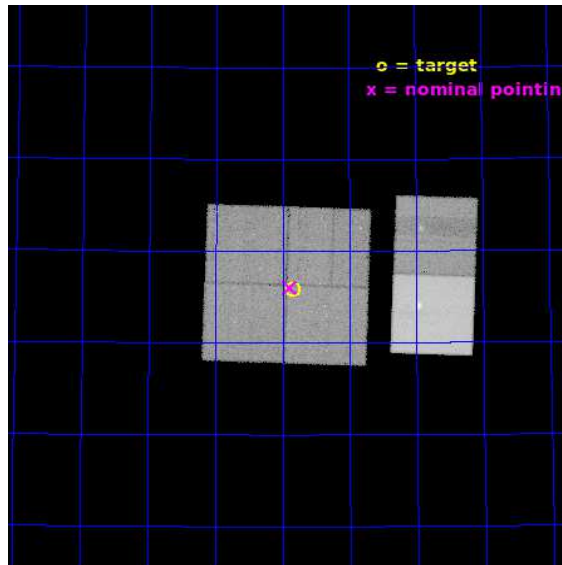 o = target
x = nominal pointin